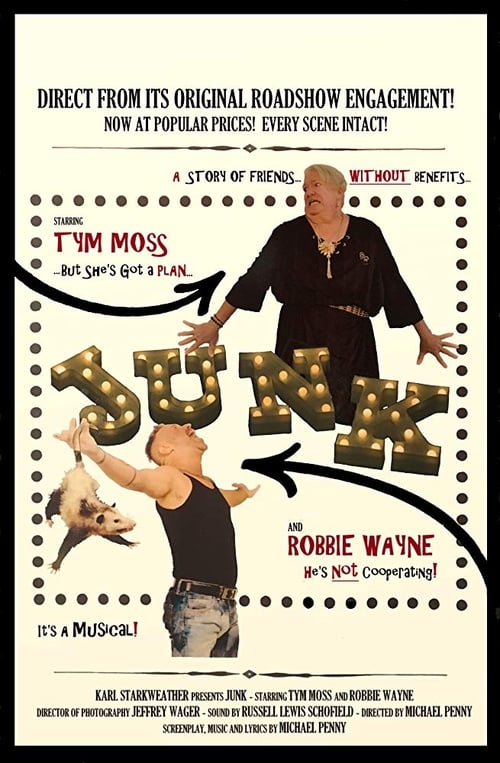 DIRECT FROM ITS ORIGINAL ROADSHOW ENGAGEMENT!
NOW AT POPULAR PRICES! EVERY SCENE INTACT!
A STORY OF FRIENDS... WITHOUT BENEFITS...
STARRING
TYM MOSS
...BUT SHE'S GOT A PLAN...
JUNK
AND
ROBBIE WAYNE
HE'S NOT COOPERATING!
IT'S A MUSICAL!
KARL STARKWEATHER PRESENTS JUNK - STARRING TYM MOSS AND ROBBIE WAYNE
DIRECTOR OF PHOTOGRAPHY JEFFREY WAGER - SOUND BY RUSSELL LEWIS SCHOFIELD - DIRECTED BY MICHAEL PENNY
SCREENPLAY, MUSIC AND LYRICS BY MICHAEL PENNY